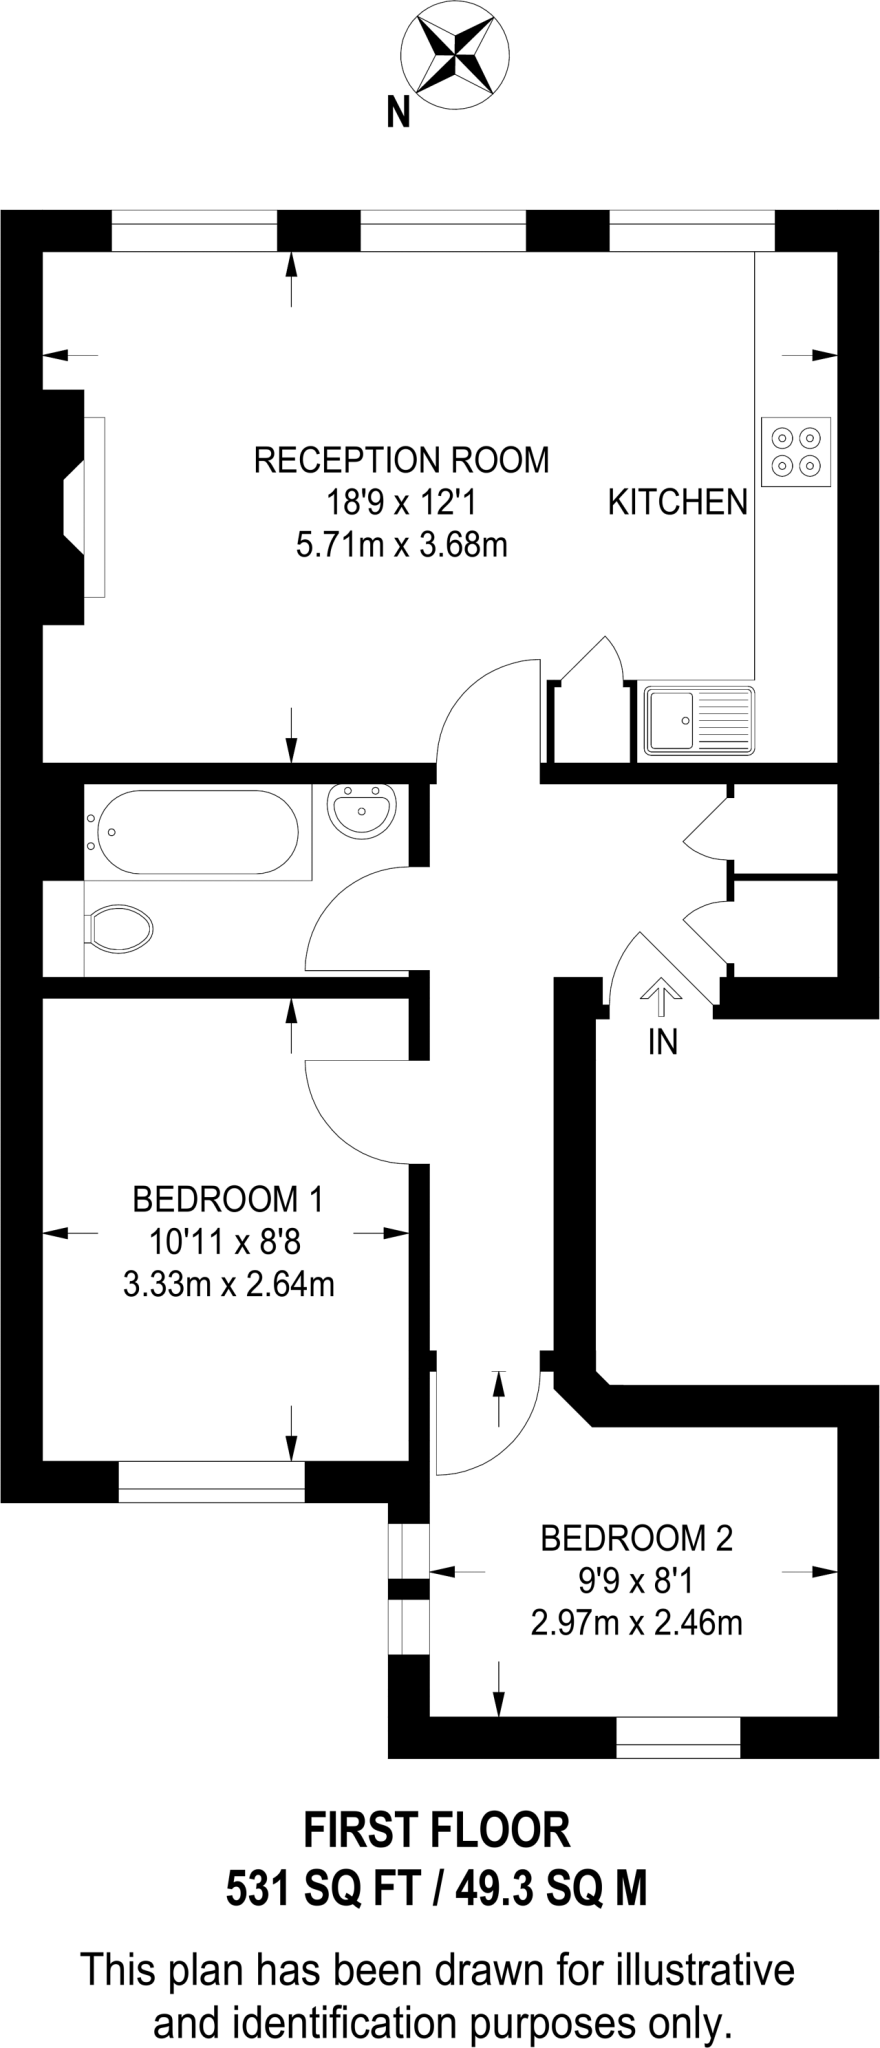 N
RECEPTION ROOM
18'9 x 12'1
5.71m x 3.68m
KITCHEN
IN
BEDROOM 1
10'11 x 8'8
3.33m x 2.64m
BEDROOM 2
9'9 x 8'1
2.97m x 2.46m
FIRST FLOOR
531 SQ FT / 49.3 SQ M
This plan has been drawn for illustrative
and identification purposes only.